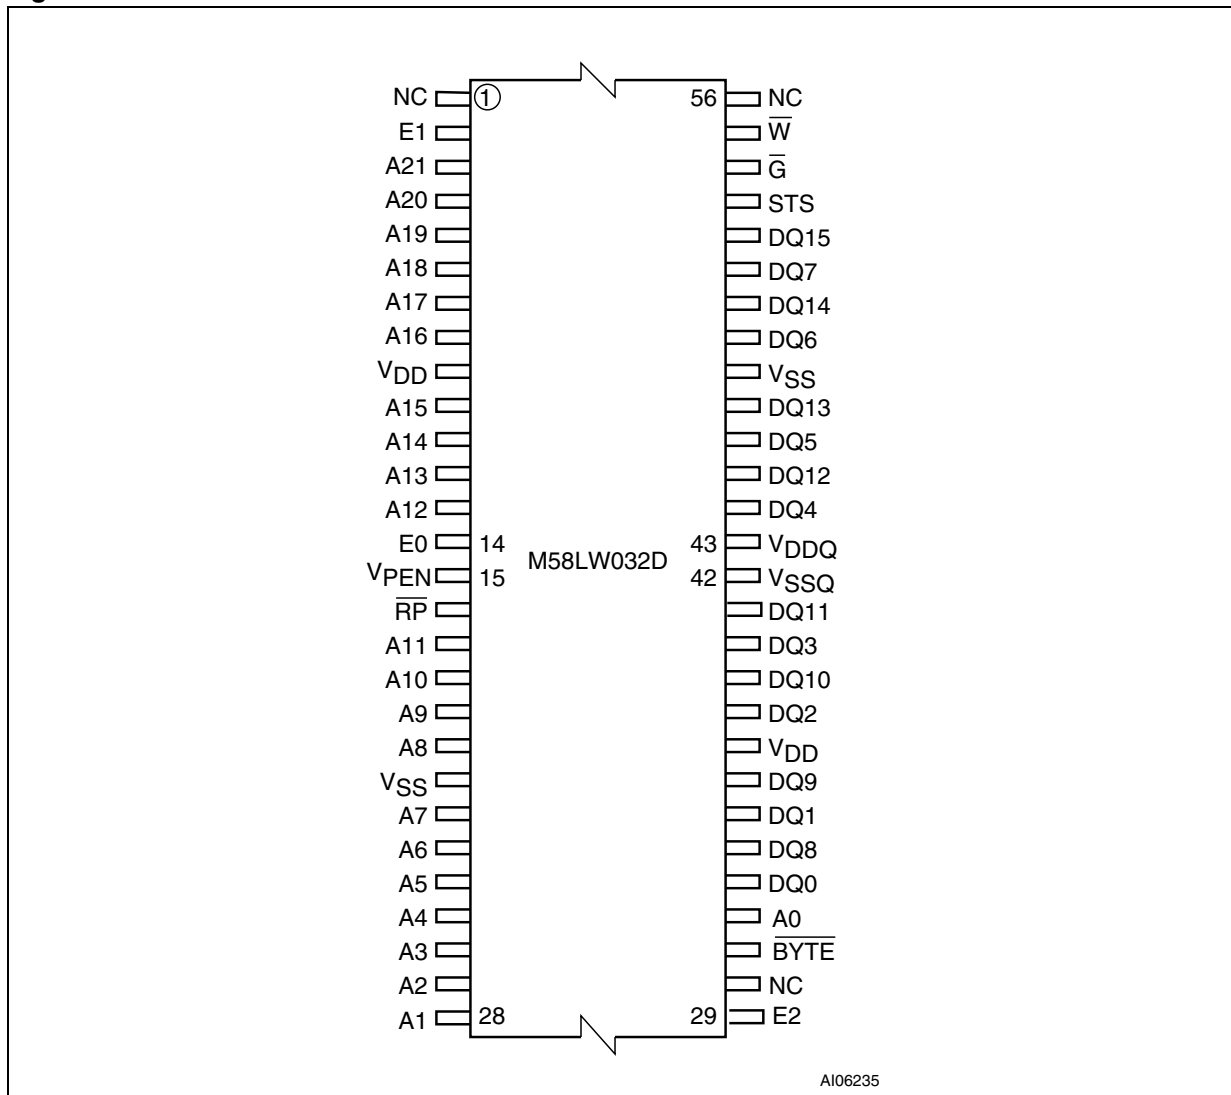 NC 1 56 NC
E1 W̅
A21 G̅
A20 STS
A19 DQ15
A18 DQ7
A17 DQ14
A16 DQ6
VDD VSS
A15 DQ13
A14 DQ5
A13 DQ12
A12 DQ4
E0 14 43 VDDQ
M58LW032D
VPEN 15 42 VSSQ
R̅P̅ DQ11
A11 DQ3
A10 DQ10
A9 DQ2
A8 VDD
VSS DQ9
A7 DQ1
A6 DQ8
A5 DQ0
A4 A0
A3 B̅Y̅T̅E̅
A2 NC
A1 28 29 E2
AI06235